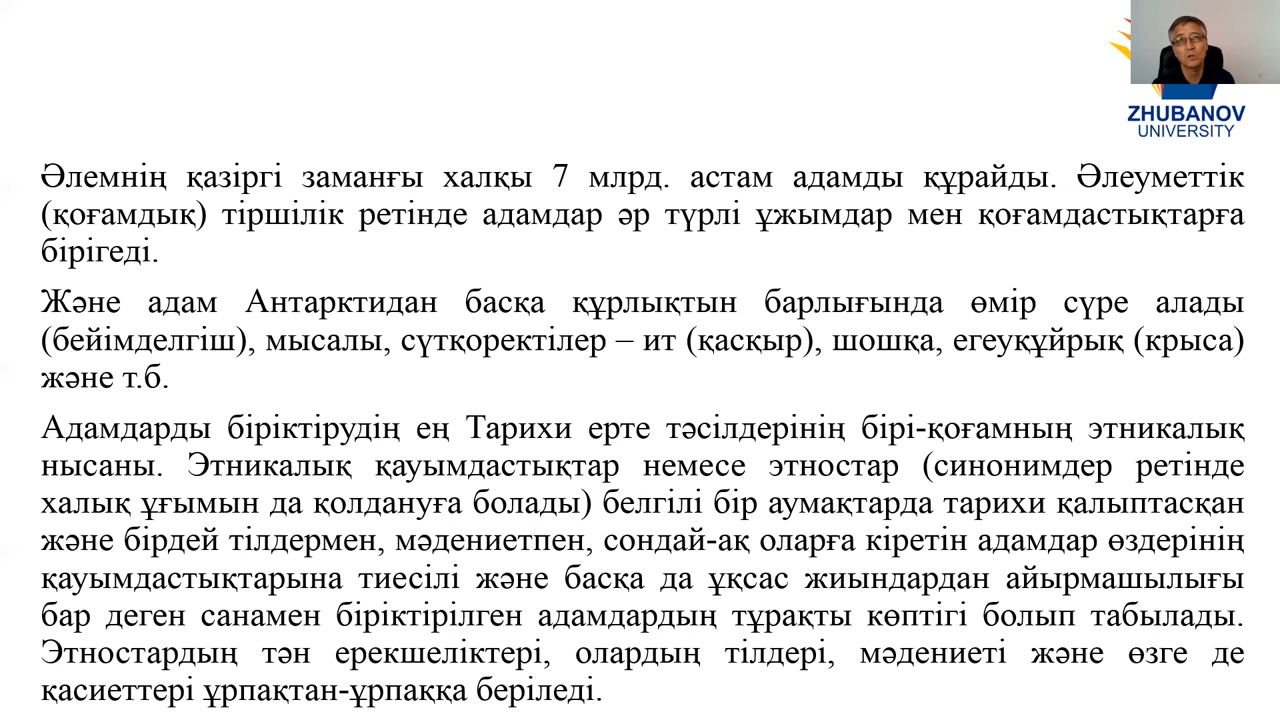 ZHUBANOV
UNIVERSITY
Әлемнің қазіргі заманғы халқы 7 млрд. астам адамды құрайды. Әлеуметтік
(қоғамдық) тіршілік ретінде адамдар әр түрлі ұжымдар мен қоғамдастықтарға
бірігеді.
Және адам Антарктидан басқа құрлықтын барлығында өмір сүре алады
(бейімделгіш), мысалы, сүтқоректілер – ит (қасқыр), шошқа, егеуқұйрық (крыса)
және т.б.
Адамдарды біріктірудің ең Тарихи ерте тәсілдерінің бірі-қоғамның этникалық
нысаны. Этникалық қауымдастықтар немесе этностар (синонимдер ретінде
халық ұғымын да қолдануға болады) белгілі бір аумақтарда тарихи қалыптасқан
және бірдей тілдермен, мәдениетпен, сондай-ақ оларға кіретін адамдар өздерінің
қауымдастықтарына тиесілі және басқа да ұқсас жиындардан айырмашылығы
бар деген санамен біріктірілген адамдардың тұрақты көптігі болып табылады.
Этностардың тән ерекшеліктері, олардың тілдері, мәдениеті және өзге де
қасиеттері ұрпақтан-ұрпаққа беріледі.